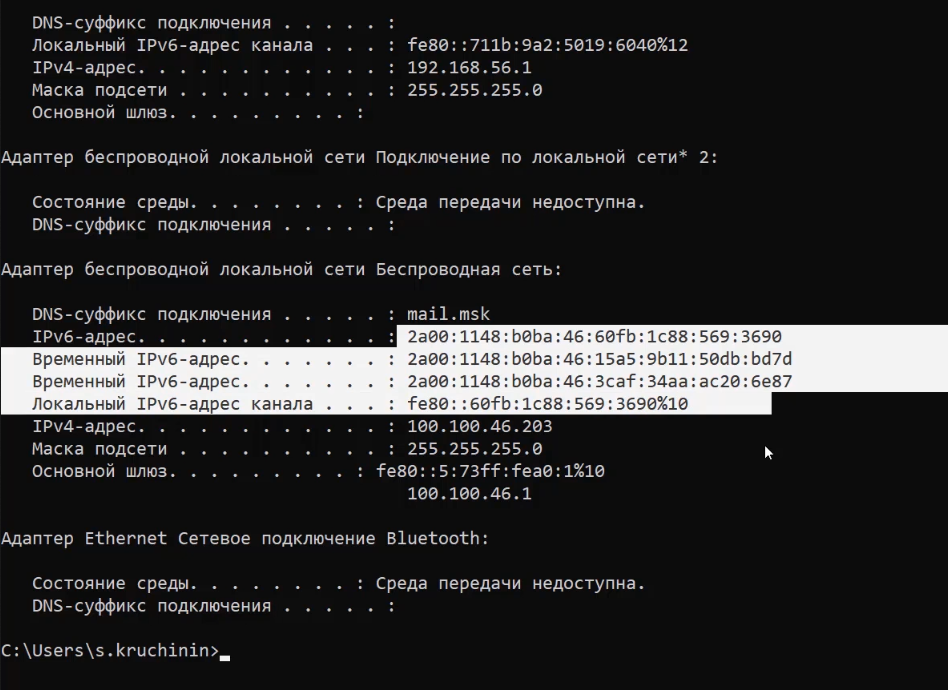 DNS-суффикс подключения . . . . . :
Локальный IPv6-адрес канала . . . : fe80::711b:9a2:5019:6040%12
IPv4-адрес. . . . . . . . . . . . : 192.168.56.1
Маска подсети . . . . . . . . . . : 255.255.255.0
Основной шлюз. . . . . . . . . :
Адаптер беспроводной локальной сети Подключение по локальной сети* 2:
Состояние среды. . . . . . . . : Среда передачи недоступна.
DNS-суффикс подключения . . . . . :
Адаптер беспроводной локальной сети Беспроводная сеть:
DNS-суффикс подключения . . . . . : mail.msk
IPv6-адрес. . . . . . . . . . . . : 2a00:1148:b0ba:46:60fb:1c88:569:3690
Временный IPv6-адрес. . . . . . . : 2a00:1148:b0ba:46:15a5:9b11:50db:bd7d
Временный IPv6-адрес. . . . . . . : 2a00:1148:b0ba:46:3caf:34aa:ac20:6e87
Локальный IPv6-адрес канала . . . : fe80::60fb:1c88:569:3690%10
IPv4-адрес. . . . . . . . . . . . : 100.100.46.203
Маска подсети . . . . . . . . . . : 255.255.255.0
Основной шлюз. . . . . . . . . : fe80::5:73ff:fea0:1%10
100.100.46.1
Адаптер Ethernet Сетевое подключение Bluetooth:
Состояние среды. . . . . . . . : Среда передачи недоступна.
DNS-суффикс подключения . . . . . :
C:\Users\s.kruchinin>